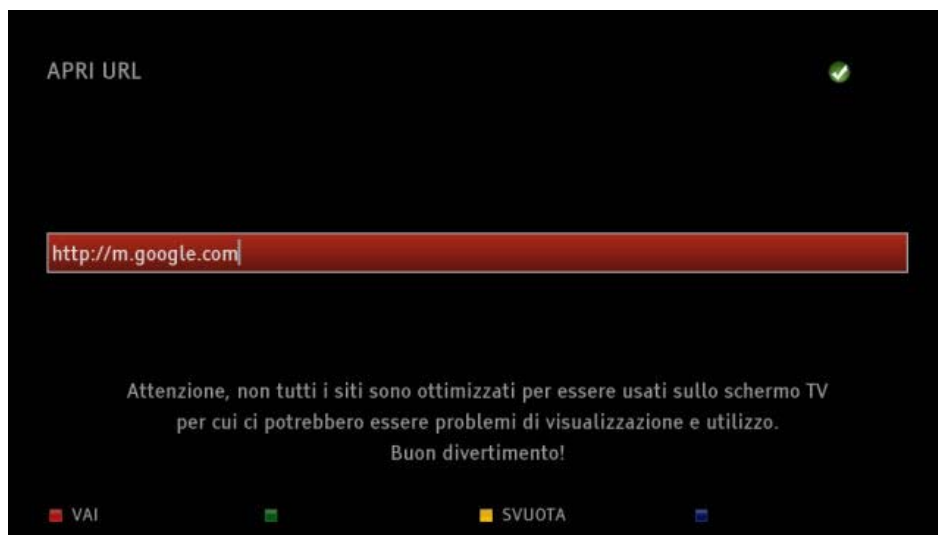 APRI URL
http://m.google.com
Attenzione, non tutti i siti sono ottimizzati per essere usati sullo schermo TV
per cui ci potrebbero essere problemi di visualizzazione e utilizzo.
Buon divertimento!
VAI
SVUOTA